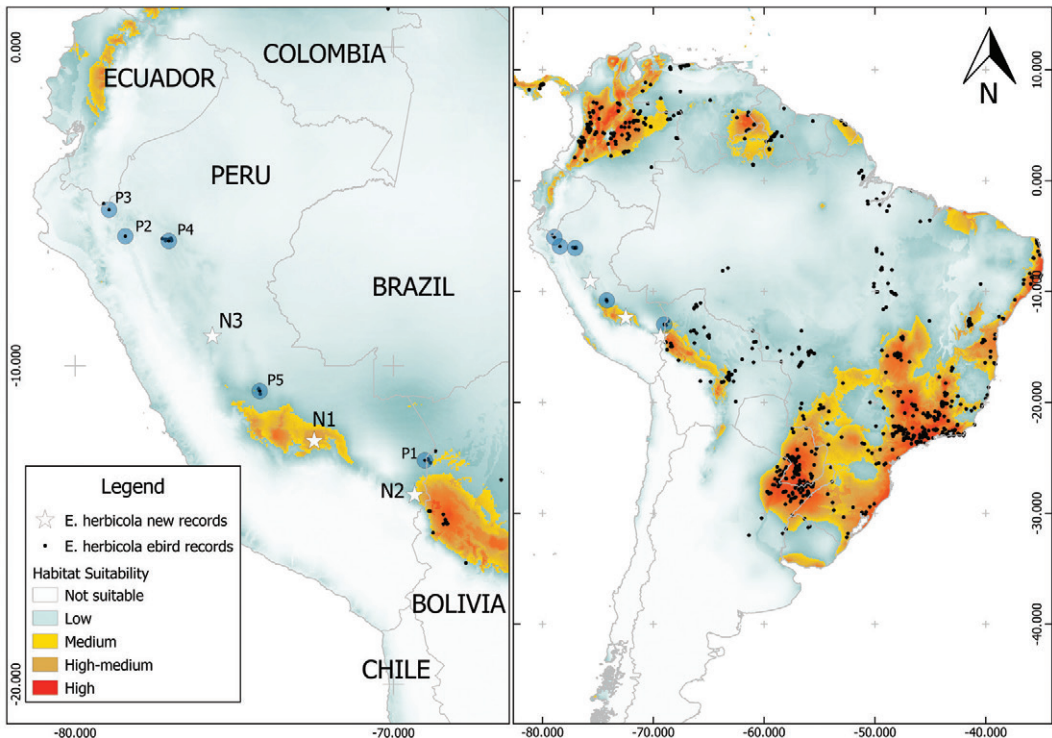 COLOMBIA
ECUADOR
PERU
P3
P2
P4
BRAZIL
N3
P5
N1
P1
N2
BOLIVIA
CHILE
Legend
E. herbicola new records
E. herbicola ebird records
Habitat Suitability
Not suitable
Low
Medium
High-medium
High
0.000
-10.000
-20.000
-80.000
-70.000
N
10.000
0.000
-10.000
-20.000
-30.000
-40.000
-80.000
-70.000
-60.000
-50.000
-40.000